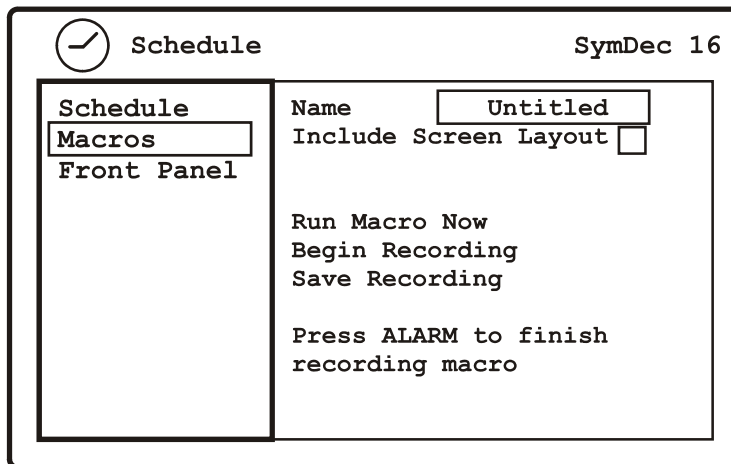 Schedule
SymDec 16
Schedule
Macros
Front Panel
Name
Untitled
Include Screen Layout
Run Macro Now
Begin Recording
Save Recording
Press ALARM to finish
recording macro